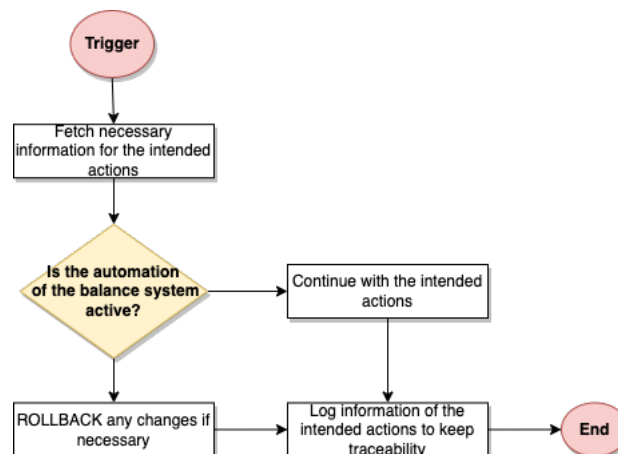 Trigger
Fetch necessary
information for the intended
actions
Is the automation
of the balance system
active?
Continue with the intended
actions
ROLLBACK any changes if
necessary
Log information of the
intended actions to keep
traceability
End